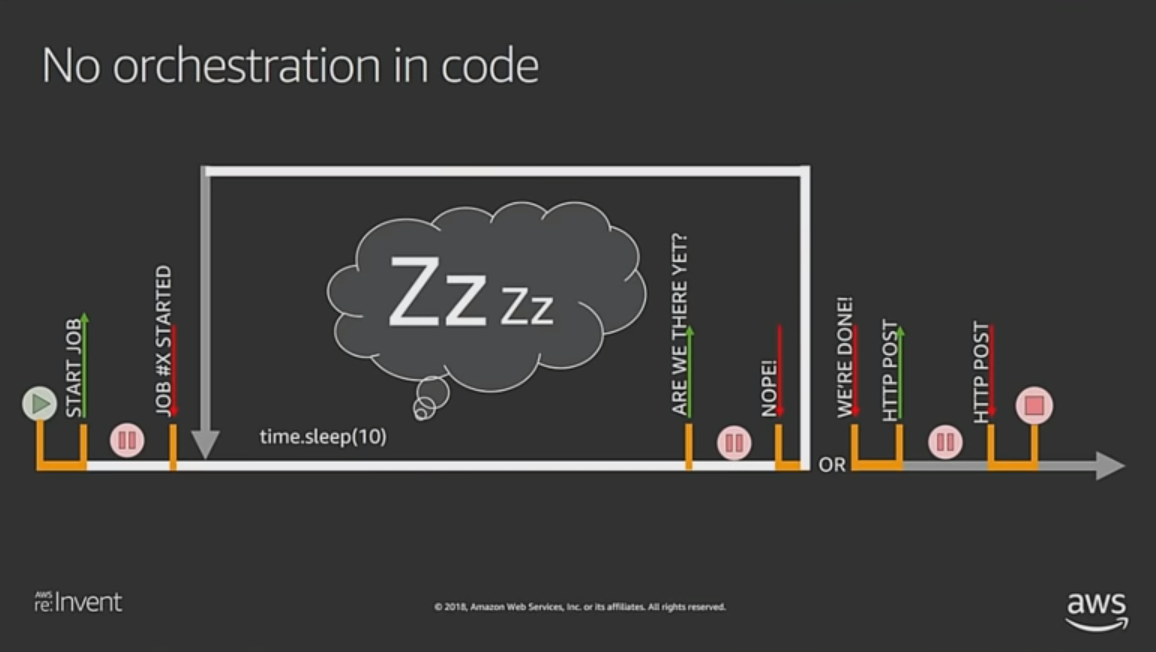 No orchestration in code
START JOB
JOB #X STARTED
Zz Zz
time.sleep(10)
ARE WE THERE YET?
NOPE!
OR
WE'RE DONE!
HTTP POST
HTTP POST
AWS
re:Invent
© 2018, Amazon Web Services, Inc. or its affiliates. All rights reserved.
aws